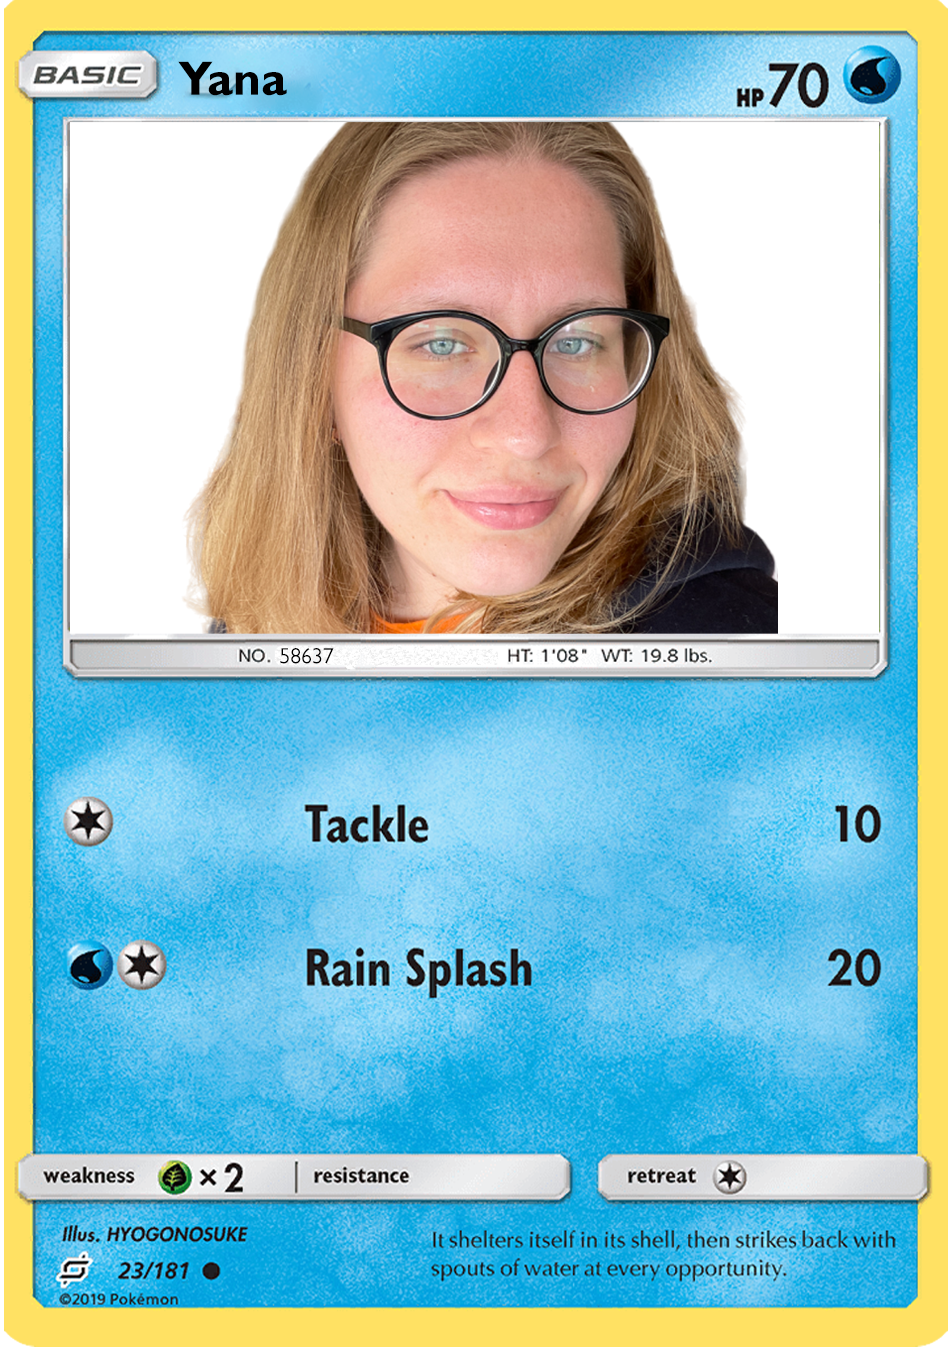 BASIC Yana HP 70
NO. 58637 HT: 1'08" WT: 19.8 lbs.
Tackle 10
Rain Splash 20
weakness ×2 resistance retreat
Illus. HYOGONOSUKE
23/181
©2019 Pokémon
It shelters itself in its shell, then strikes back with
spouts of water at every opportunity.